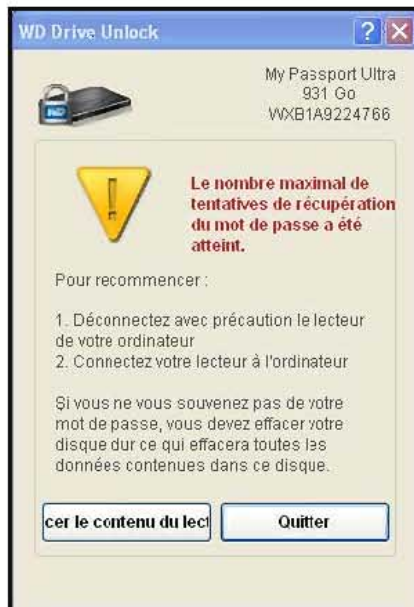 WD Drive Unlock
My Passport Ultra
931 Go
WXB1A9224766
WD
Le nombre maximal de
tentatives de récupération
du mot de passe a été
atteint.
Pour recommencer :
1. Déconnectez avec précaution le lecteur
de votre ordinateur
2. Connectez votre lecteur à l'ordinateur
Si vous ne vous souvenez pas de votre
mot de passe, vous devez effacer votre
disque dur ce qui effacera toutes les
données contenues dans ce disque.
cer le contenu du lect
Quitter